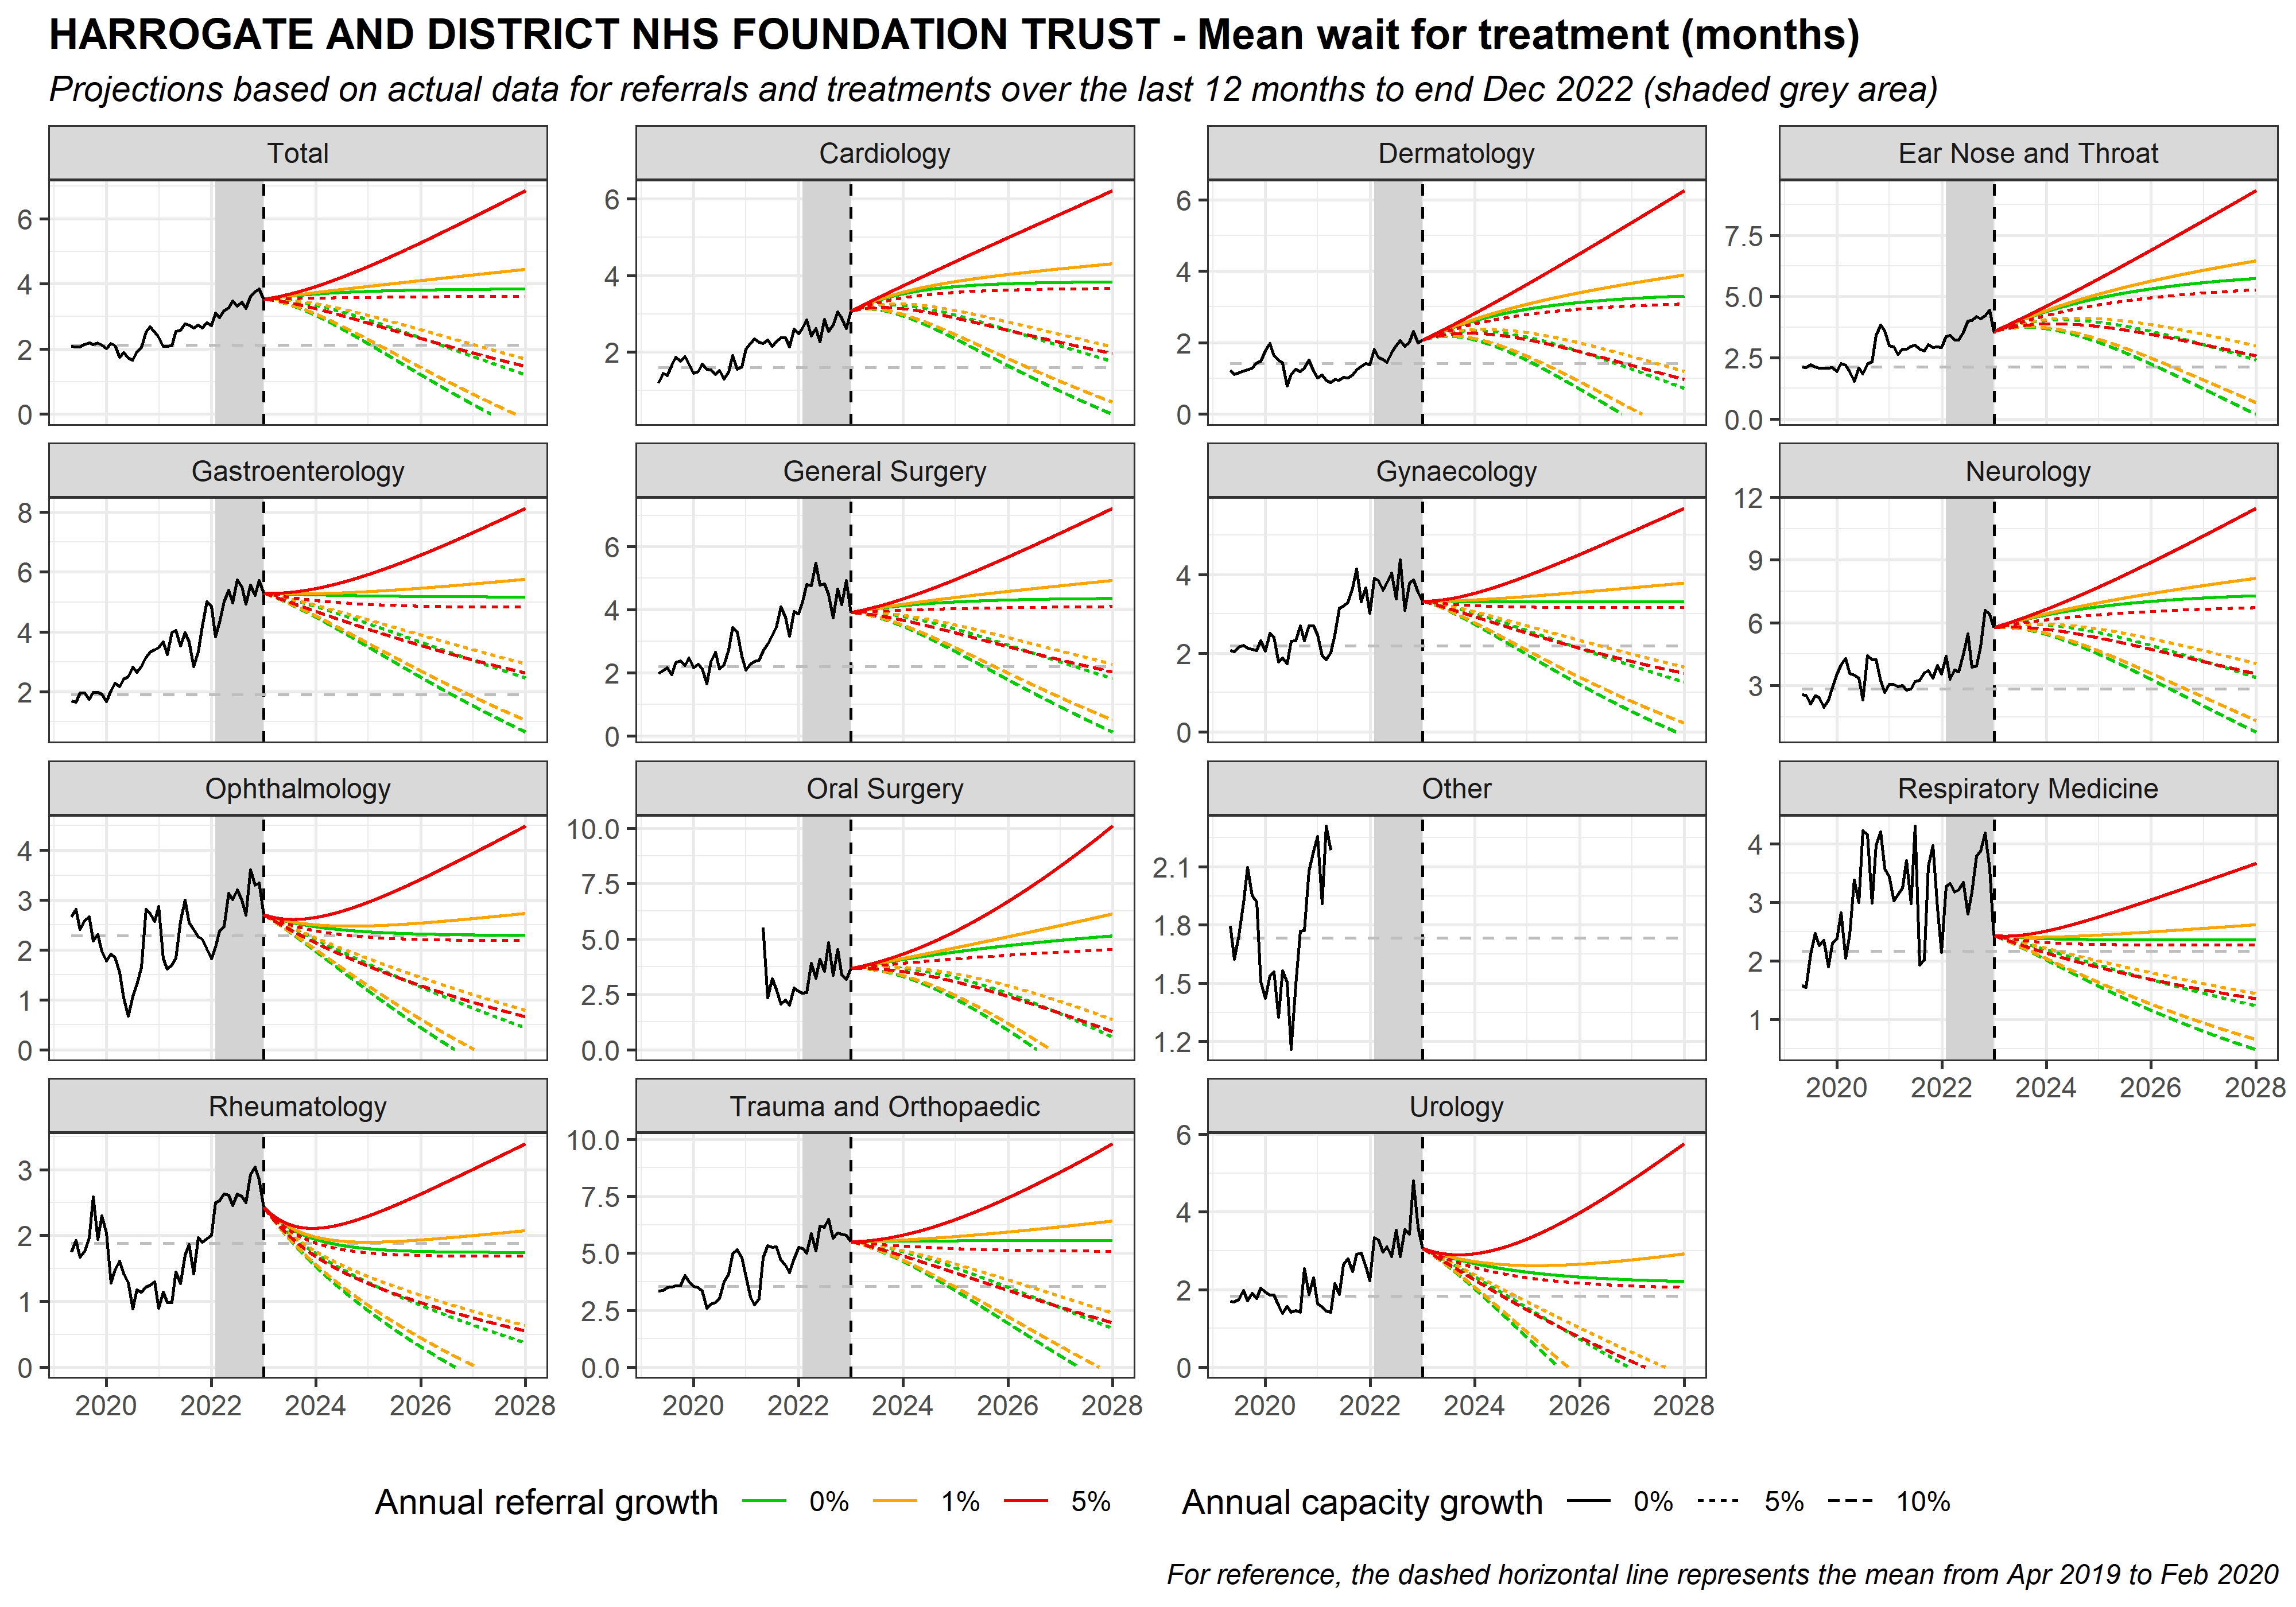 HARROGATE AND DISTRICT NHS FOUNDATION TRUST - Mean wait for treatment (months)
Projections based on actual data for referrals and treatments over the last 12 months to end Dec 2022 (shaded grey area)
Total
6
4
2
0
Cardiology
6
4
2
Dermatology
6
4
2
0
Ear Nose and Throat
7.5
5.0
2.5
0.0
Gastroenterology
8
6
4
2
General Surgery
6
4
2
0
Gynaecology
4
2
0
Neurology
12
9
6
3
Ophthalmology
4
3
2
1
0
Oral Surgery
10.0
7.5
5.0
2.5
0.0
Other
2.1
1.8
1.5
1.2
Respiratory Medicine
4
3
2
1
2020 2022 2024 2026 2028
Rheumatology
3
2
1
0
2020 2022 2024 2026 2028
Trauma and Orthopaedic
10.0
7.5
5.0
2.5
0.0
2020 2022 2024 2026 2028
Urology
6
4
2
0
2020 2022 2024 2026 2028
Annual referral growth 0% 1% 5% Annual capacity growth 0% 5% 10%
For reference, the dashed horizontal line represents the mean from Apr 2019 to Feb 2020